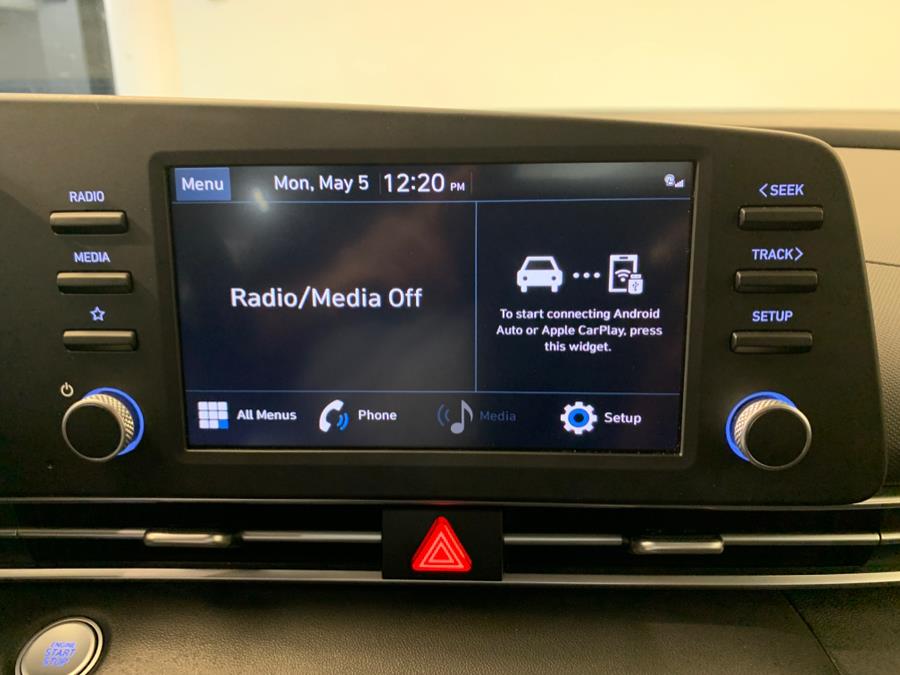 Menu
Mon, May 5 12:20 PM
RADIO
MEDIA
Radio/Media Off
To start connecting Android
Auto or Apple CarPlay, press
this widget.
All Menus
Phone
Media
Setup
<SEEK
TRACK>
SETUP
ENGINE
START
STOP